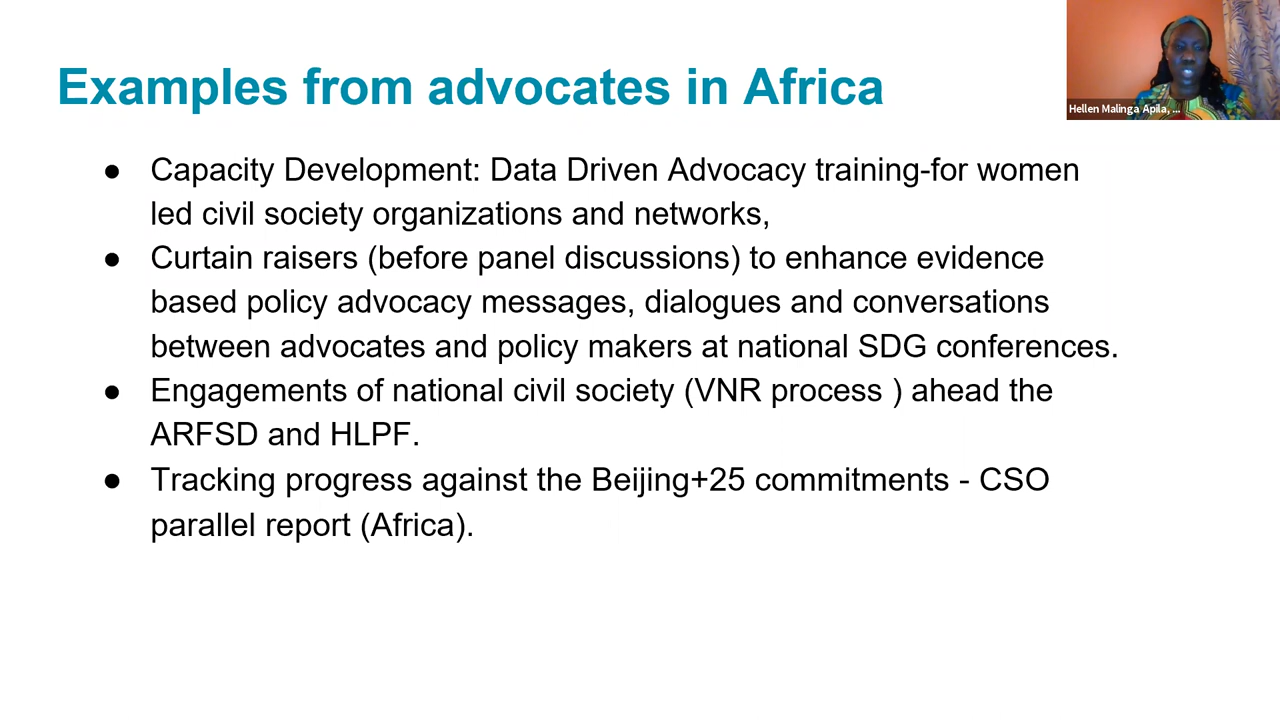 Examples from advocates in Africa
Hellen Malinga Apila, ...
● Capacity Development: Data Driven Advocacy training-for women
led civil society organizations and networks,
● Curtain raisers (before panel discussions) to enhance evidence
based policy advocacy messages, dialogues and conversations
between advocates and policy makers at national SDG conferences.
● Engagements of national civil society (VNR process ) ahead the
ARFSD and HLPF.
● Tracking progress against the Beijing+25 commitments - CSO
parallel report (Africa).